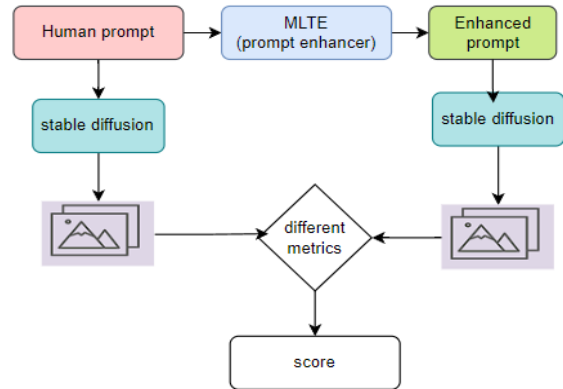 Human prompt
MLTE
(prompt enhancer)
Enhanced
prompt
stable diffusion
stable diffusion
different
metrics
score